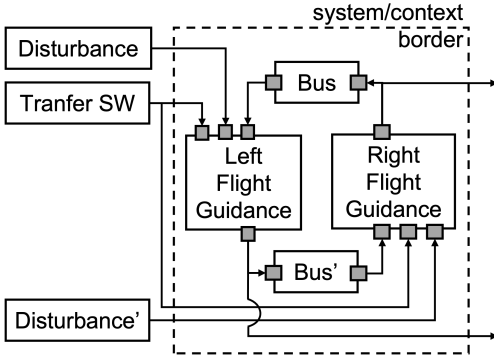 system/context
border
Disturbance
Tranfer SW
Bus
Left
Flight
Guidance
Right
Flight
Guidance
Bus’
Disturbance’